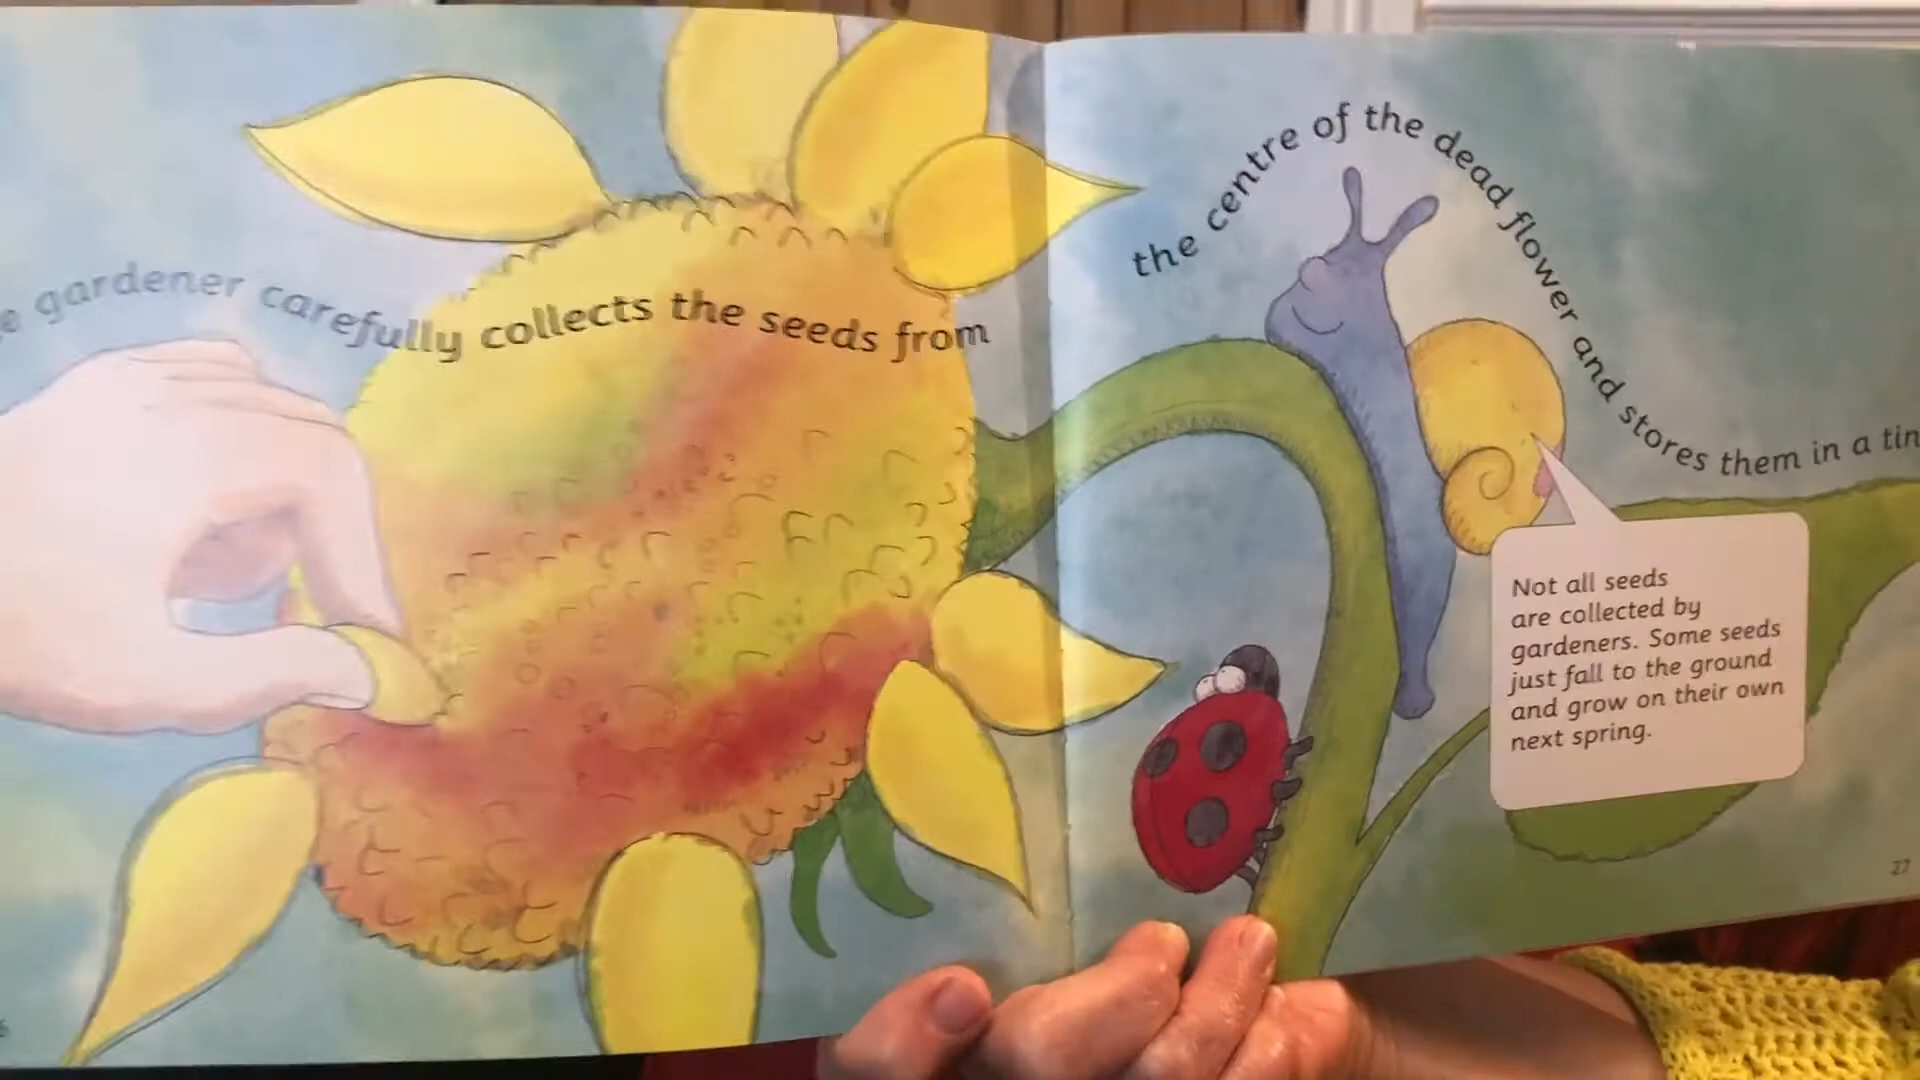 gardener carefully collects the seeds from
the centre of the dead flower and stores them in a tin
Not all seeds
are collected by
gardeners. Some seeds
just fall to the ground
and grow on their own
next spring.
27